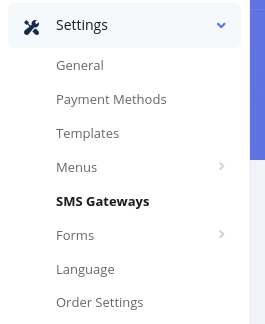 Settings
General
Payment Methods
Templates
Menus
SMS Gateways
Forms
Language
Order Settings